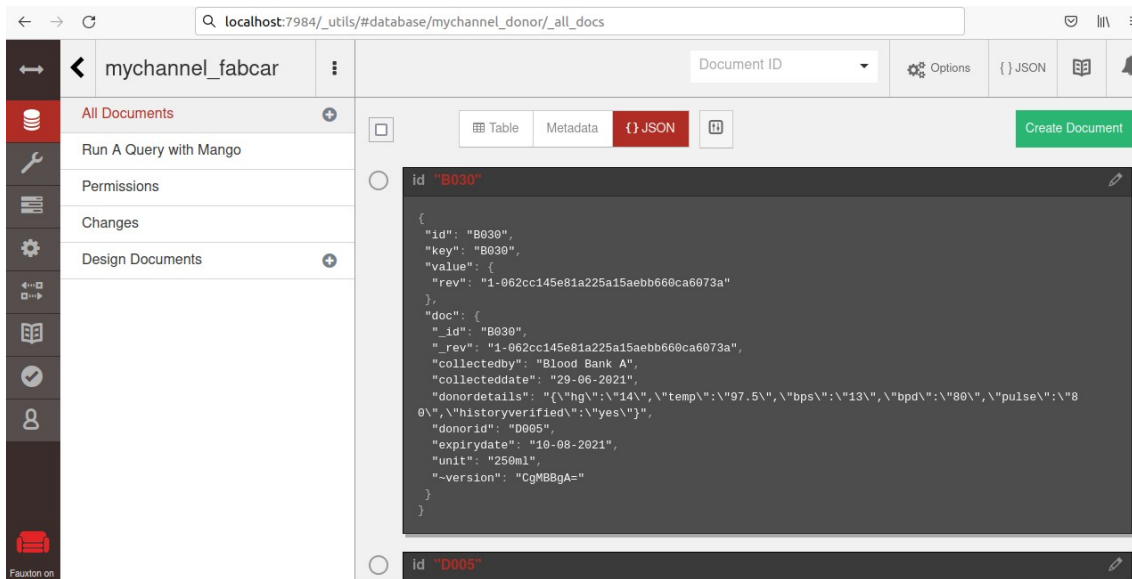 localhost:7984/_utils/#database/mychannel_donor/_all_docs
mychannel_fabcar
Document ID
Options
{ } JSON
All Documents
Run A Query with Mango
Permissions
Changes
Design Documents
Table
Metadata
{} JSON
Create Document
id "B030"
{
"id": "B030",
"key": "B030",
"value": {
"rev": "1-062cc145e81a225a15aebb660ca6073a"
},
"doc": {
"_id": "B030",
"_rev": "1-062cc145e81a225a15aebb660ca6073a",
"collectedby": "Blood Bank A",
"collecteddate": "29-06-2021",
"donordetails": "{\"hg\":\"14\",\"temp\":\"97.5\",\"bps\":\"13\",\"bpd\":\"80\",\"pulse\":\"8
0\",\"historyverified\":\"yes\"}",
"donorid": "D005",
"expirydate": "10-08-2021",
"unit": "250ml",
"~version": "CgMBBgA="
}
}
id "D005"
Fauxton on